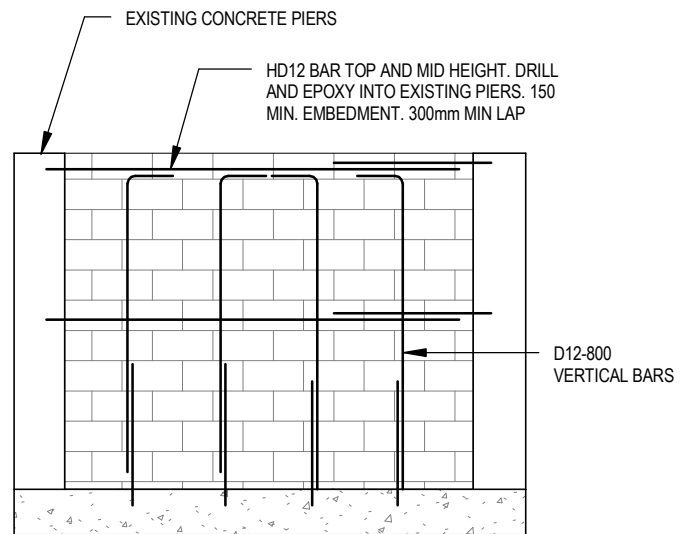 EXISTING CONCRETE PIERS
HD12 BAR TOP AND MID HEIGHT. DRILL
AND EPOXY INTO EXISTING PIERS. 150
MIN. EMBEDMENT. 300mm MIN LAP
D12-800
VERTICAL BARS